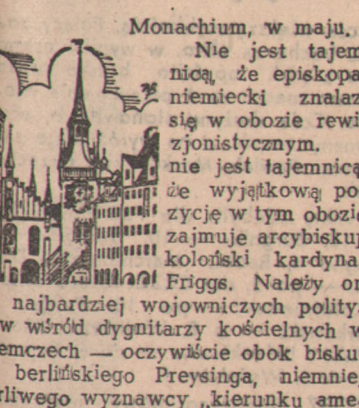 Monachium, w maju.
Nie jest tajem
nicą, że episkopa
niemiecki znalaz
się w obozie rewi
zjonistycznym.
nie jest tajemnicą
że wyjątkową po
zycję w tym obozie
zajmuje arcybiskup
koloński kardyna
Friggs. Należy on
najbardziej wojowniczych polity
w wśród dygnitarzy kościelnych w
emczech — oczywiście obok bisku
berlińskiego Preysinga, niemnie
rliwego wyznawcy „kierunku ame